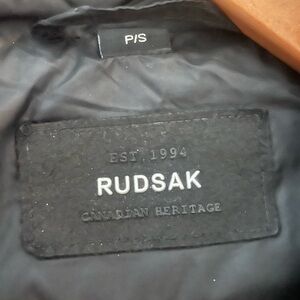 P/S
EST. 1994
RUDSAK
CANADIAN HERITAGE